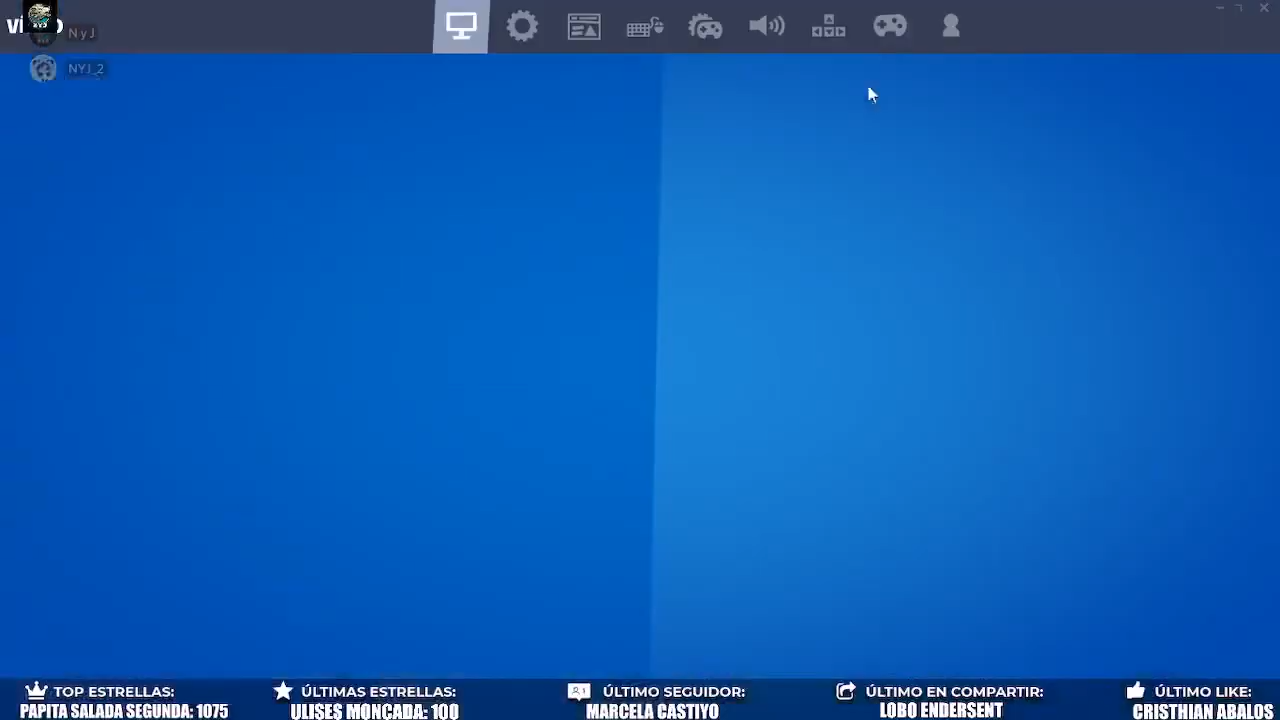 NyJ
NYJ_2
TOP ESTRELLAS:
PAPITA SALADA SEGUNDA: 1075
ÚLTIMAS ESTRELLAS:
ULISES MONCADA: 100
ÚLTIMO SEGUIDOR:
MARCELA CASTIYO
ÚLTIMO EN COMPARTIR:
LOBO ENDERSENT
ÚLTIMO LIKE:
CRISTHIAN ABALOS